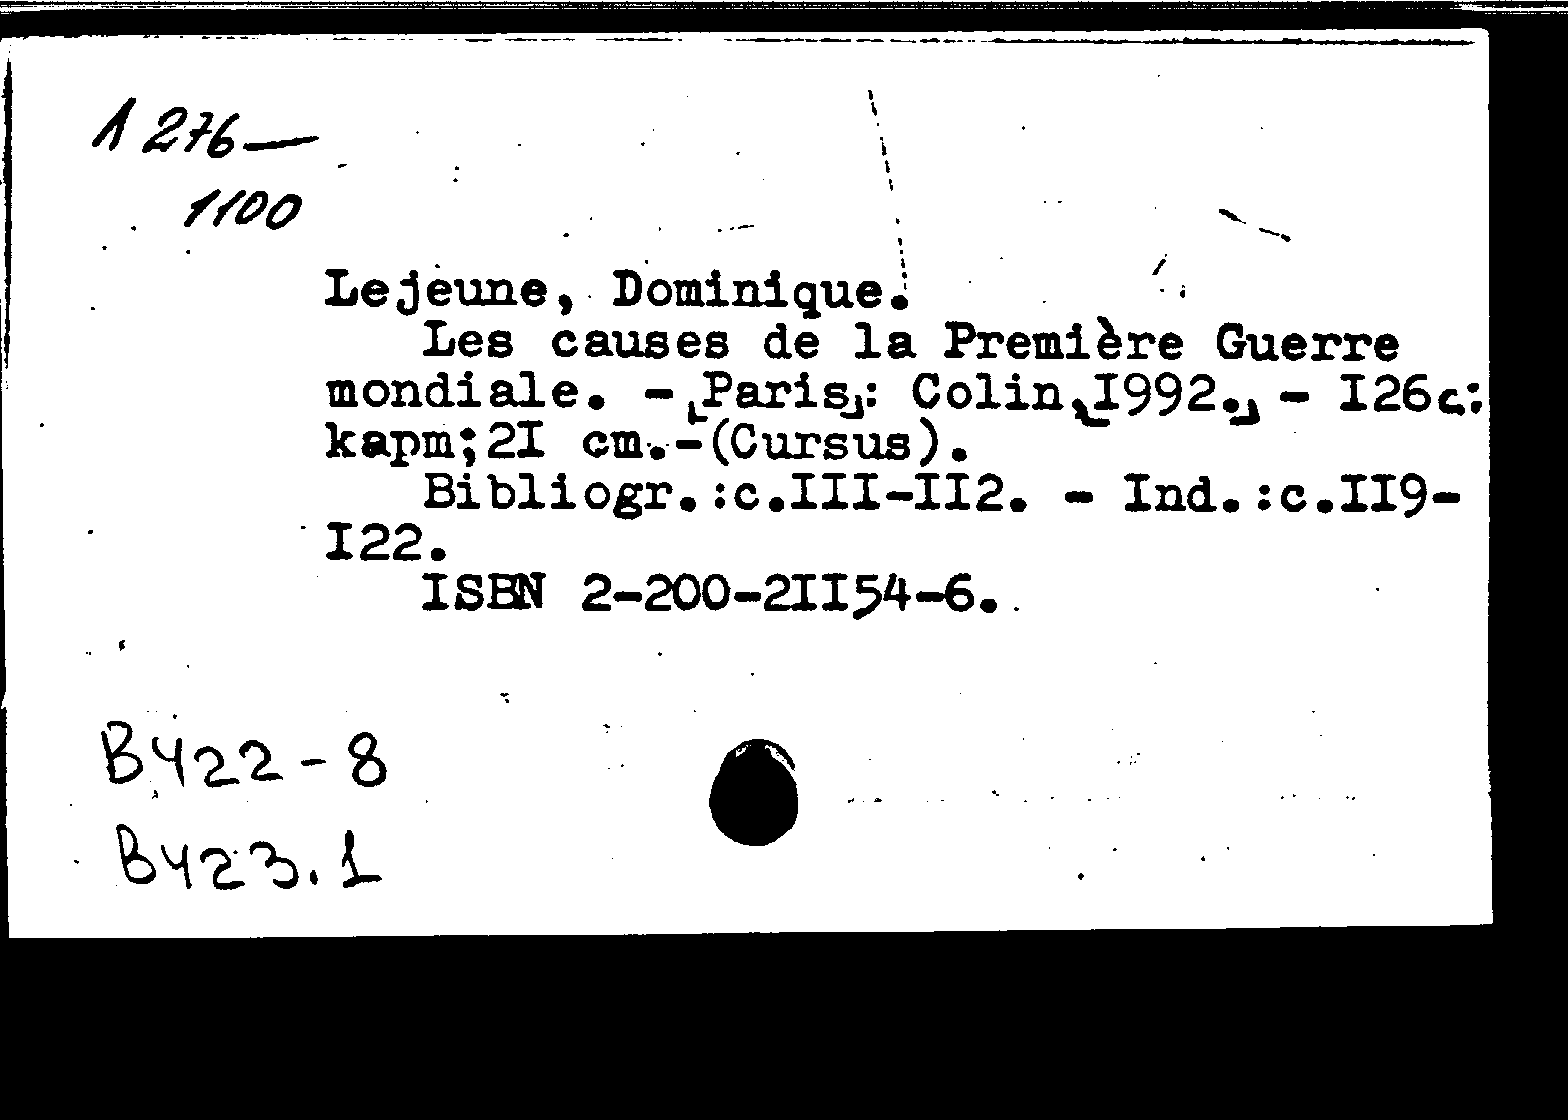 1 276—
1100
Lejeune, Dominique.
Les causes de la Première Guerre
mondiale. - [Paris]: Colin,[1992.] - I26c.:
карт;2I cm.-(Cursus).
Bibliogr.:c.III-II2. - Ind.:c.II9-
I22.
ISBN 2-200-2II54-6.
B422-8
B423.1